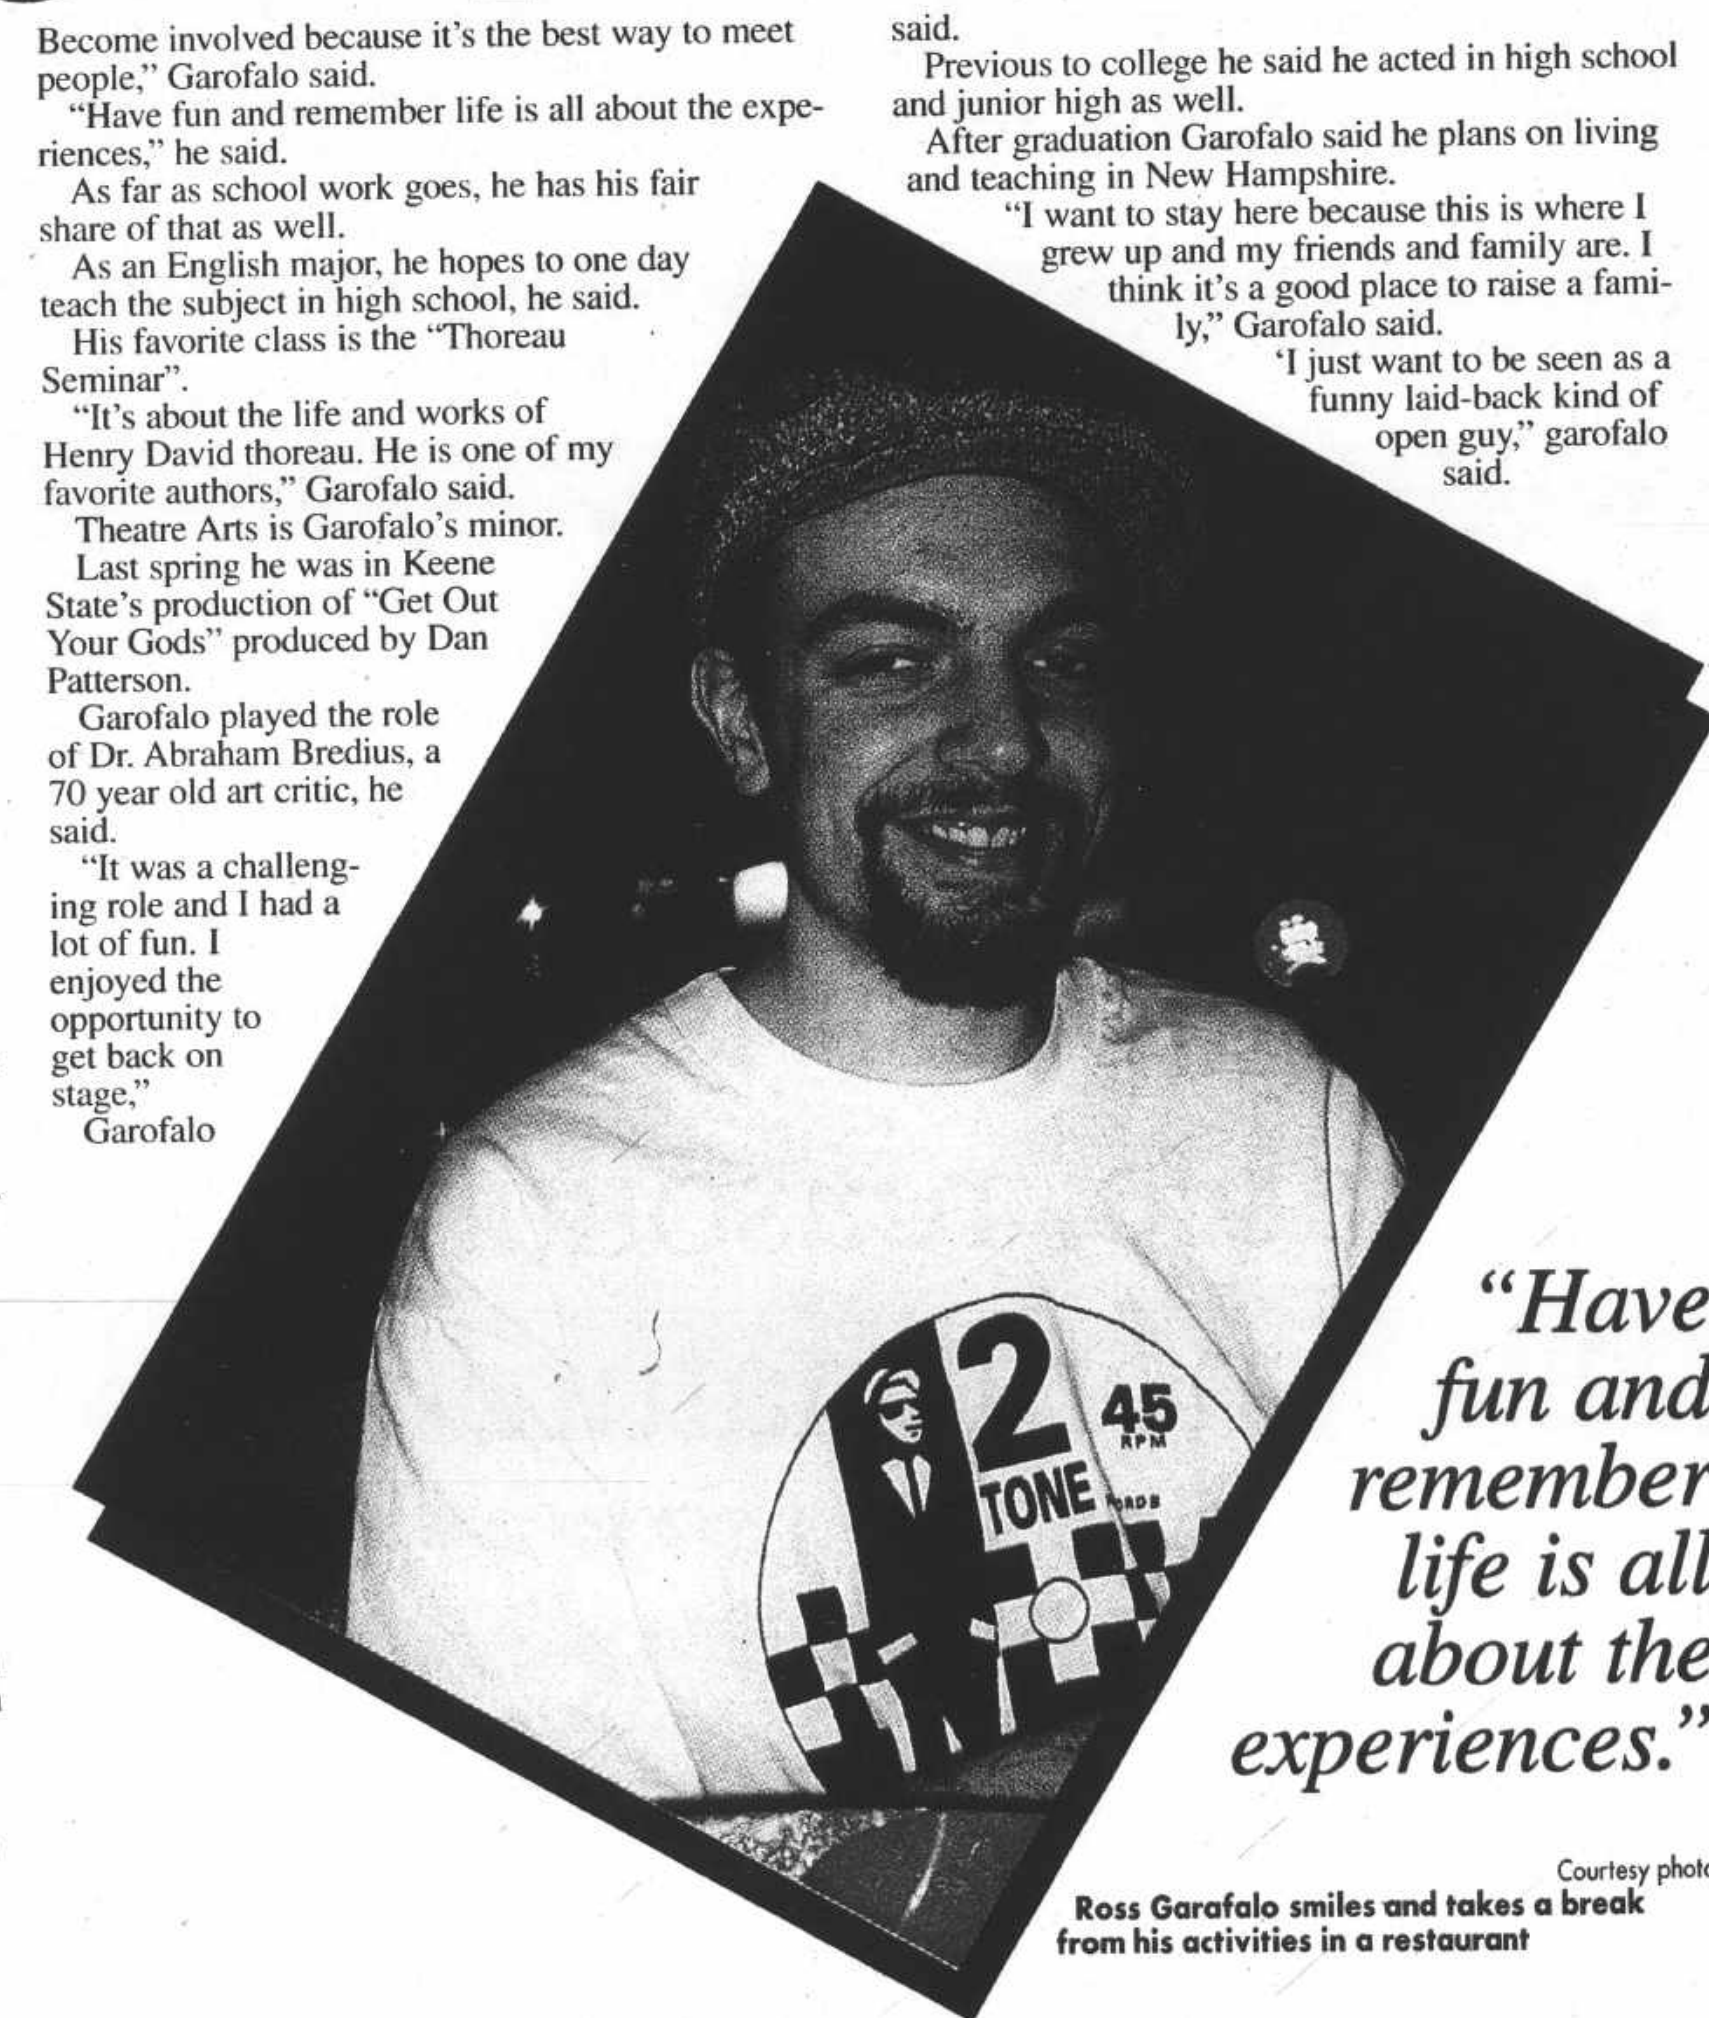 Become involved because it's the best way to meet
people,” Garofalo said.
“Have fun and remember life is all about the expe-
riences,” he said.
As far as school work goes, he has his fair
share of that as well.
As an English major, he hopes to one day
teach the subject in high school, he said.
His favorite class is the “Thoreau
Seminar”.
“It's about the life and works of
Henry David thoreau. He is one of my
favorite authors,” Garofalo said.
Theatre Arts is Garofalo's minor.
Last spring he was in Keene
State's production of “Get Out
Your Gods” produced by Dan
Patterson.
Garofalo played the role
of Dr. Abraham Bredius, a
70 year old art critic, he
said.
“It was a challeng-
ing role and I had a
lot of fun. I
enjoyed the
opportunity to
get back on
stage,”
Garofalo
said.
Previous to college he said he acted in high school
and junior high as well.
After graduation Garofalo said he plans on living
and teaching in New Hampshire.
“I want to stay here because this is where I
grew up and my friends and family are. I
think it's a good place to raise a fami-
ly,” Garofalo said.
‘I just want to be seen as a
funny laid-back kind of
open guy,” garofalo
said.
2
TONE
45
RPM
“Have
fun and
remember
life is all
about the
experiences.”
Courtesy photo
Ross Garafalo smiles and takes a break
from his activities in a restaurant